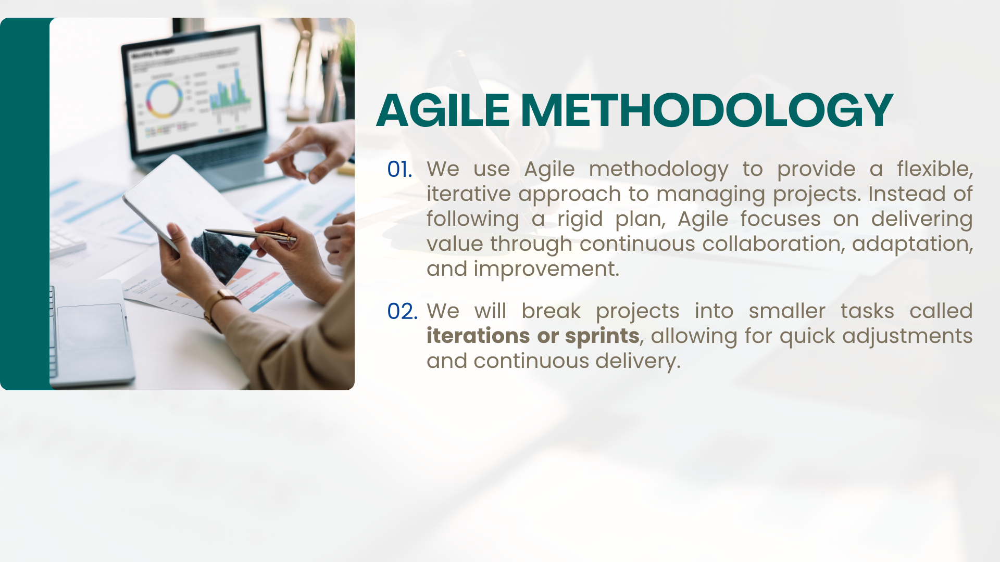 Monthly Budget
AGILE METHODOLOGY
01. We use Agile methodology to provide a flexible,
iterative approach to managing projects. Instead of
following a rigid plan, Agile focuses on delivering
value through continuous collaboration, adaptation,
and improvement.
02. We will break projects into smaller tasks called
iterations or sprints, allowing for quick adjustments
and continuous delivery.